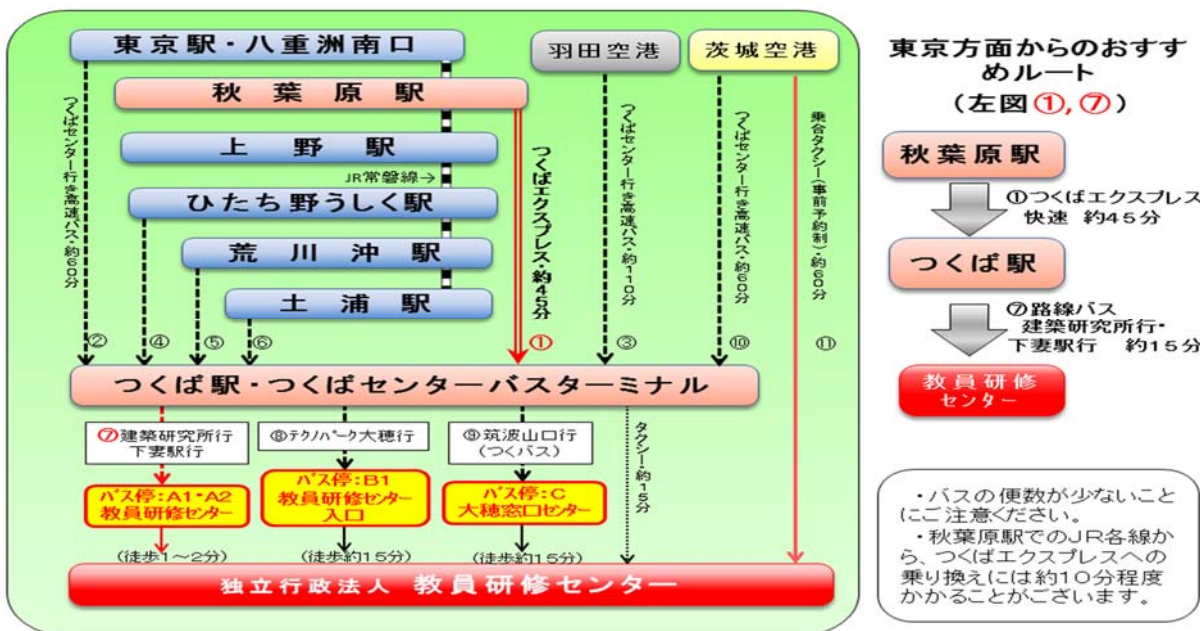 東京駅・八重洲南口
羽田空港
茨城空港
秋葉原駅
上野駅
JR常磐線→
ひたち野うしく駅
荒川沖駅
土浦駅
つくばセンター行き高速バス・約60分
つくばエクスプレス・約45分
つくばセンター行き高速バス・約110分
つくばセンター行き高速バス・約60分
乗合タクシー(事前予約制)・約60分
②
④
⑤
⑥
①
③
⑩
⑪
つくば駅・つくばセンターバスターミナル
⑦建築研究所行
下妻駅行
⑧テクノパーク大穂行
⑨筑波山口行
(つくバス)
タクシー・約15分
バス停:A1・A2
教員研修センター
バス停:B1
教員研修センター
入口
バス停:C
大穂窓口センター
(徒歩1～2分)
(徒歩約15分)
(徒歩約15分)
独立行政法人 教員研修センター
東京方面からのおすす
めルート
(左図①,⑦)
秋葉原駅
①つくばエクスプレス
快速 約45分
つくば駅
⑦路線バス
建築研究所行・
下妻駅行 約15分
教員研修
センター
・バスの便数が少ないこと
にご注意ください。
・秋葉原駅でのJR各線か
ら、つくばエクスプレスへの
乗り換えには約10分程度
かかることがございます。